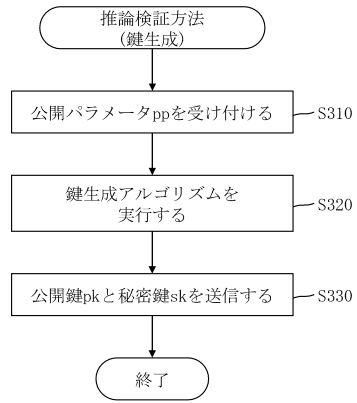 推論検証方法
（鍵生成）
公開パラメータppを受け付ける
S310
鍵生成アルゴリズムを
実行する
S320
公開鍵pkと秘密鍵skを送信する
S330
終了